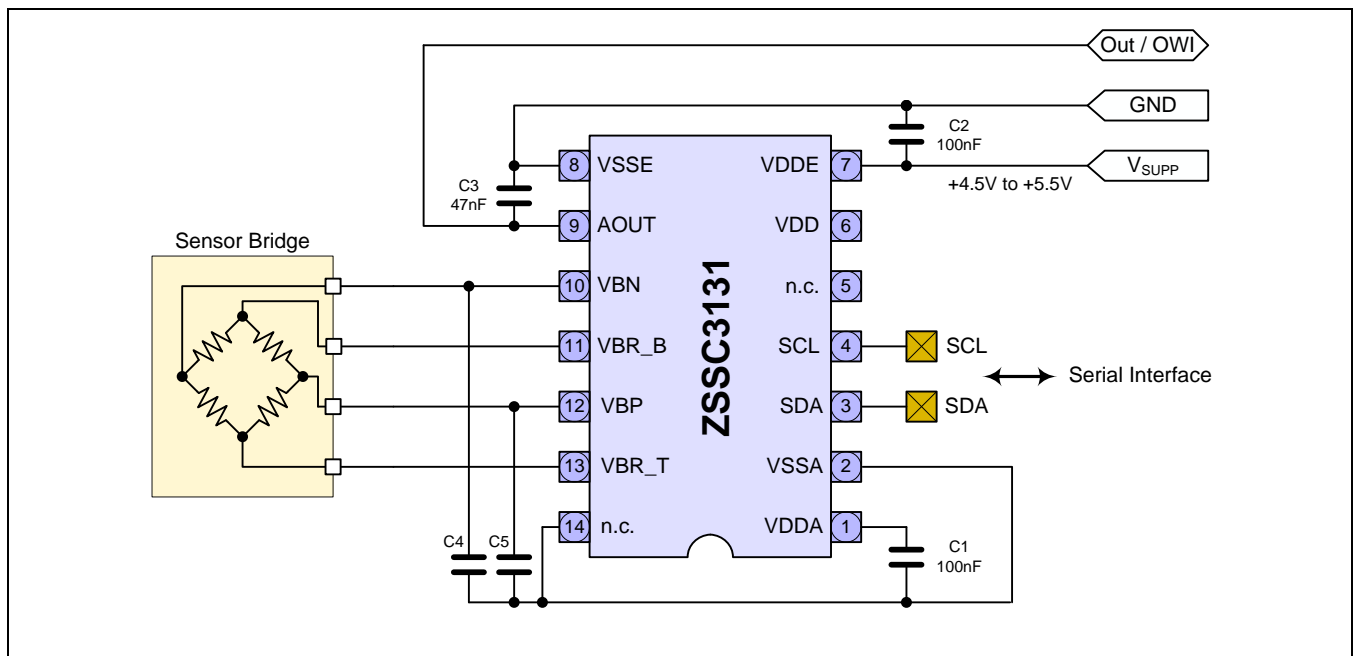 Out / OWI
GND
C2
100nF
8 VSSE
VDDE 7
VSUPP
+4.5V to +5.5V
C3
47nF
9 AOUT
VDD 6
Sensor Bridge
10 VBN
n.c. 5
ZSSC3131
11 VBR_B
SCL 4
SCL
Serial Interface
12 VBP
SDA 3
SDA
13 VBR_T
VSSA 2
14 n.c.
VDDA 1
C4
C5
C1
100nF